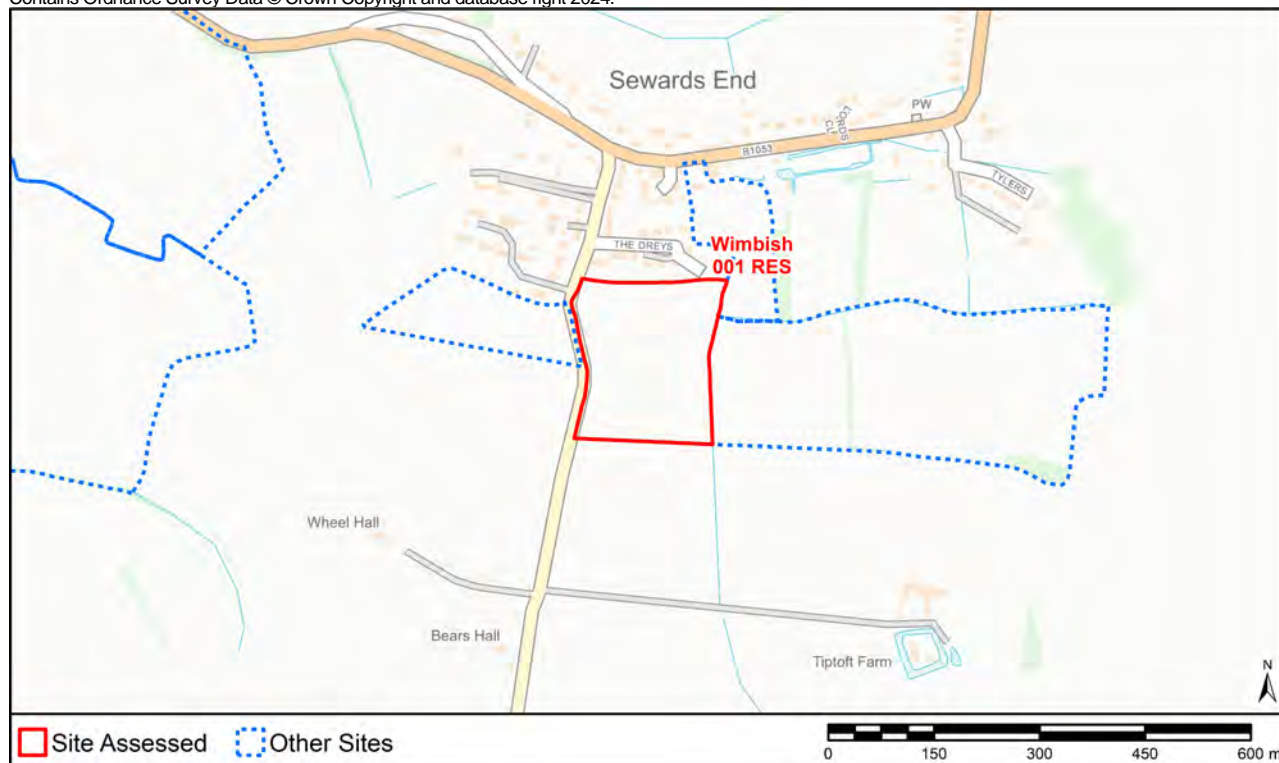 Contains Ordnance Survey Data © Crown Copyright and database right 2024.
Sewards End
PW
LORDS
CL
B1053
TYLERS
THE DREYS
Wimbish
001 RES
Wheel Hall
Bears Hall
Tiptoft Farm
N
Site Assessed
Other Sites
0 150 300 450 600 m